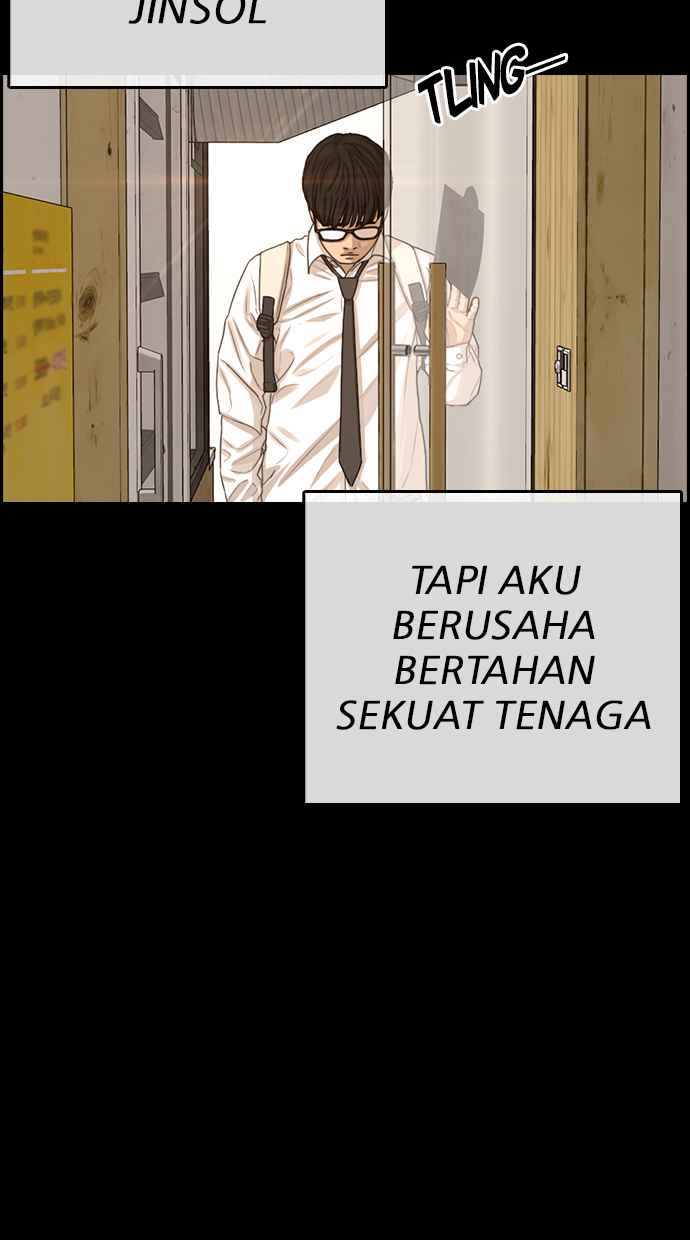 JINSOL
TLING—
TAPI AKU
BERUSAHA
BERTAHAN
SEKUAT TENAGA